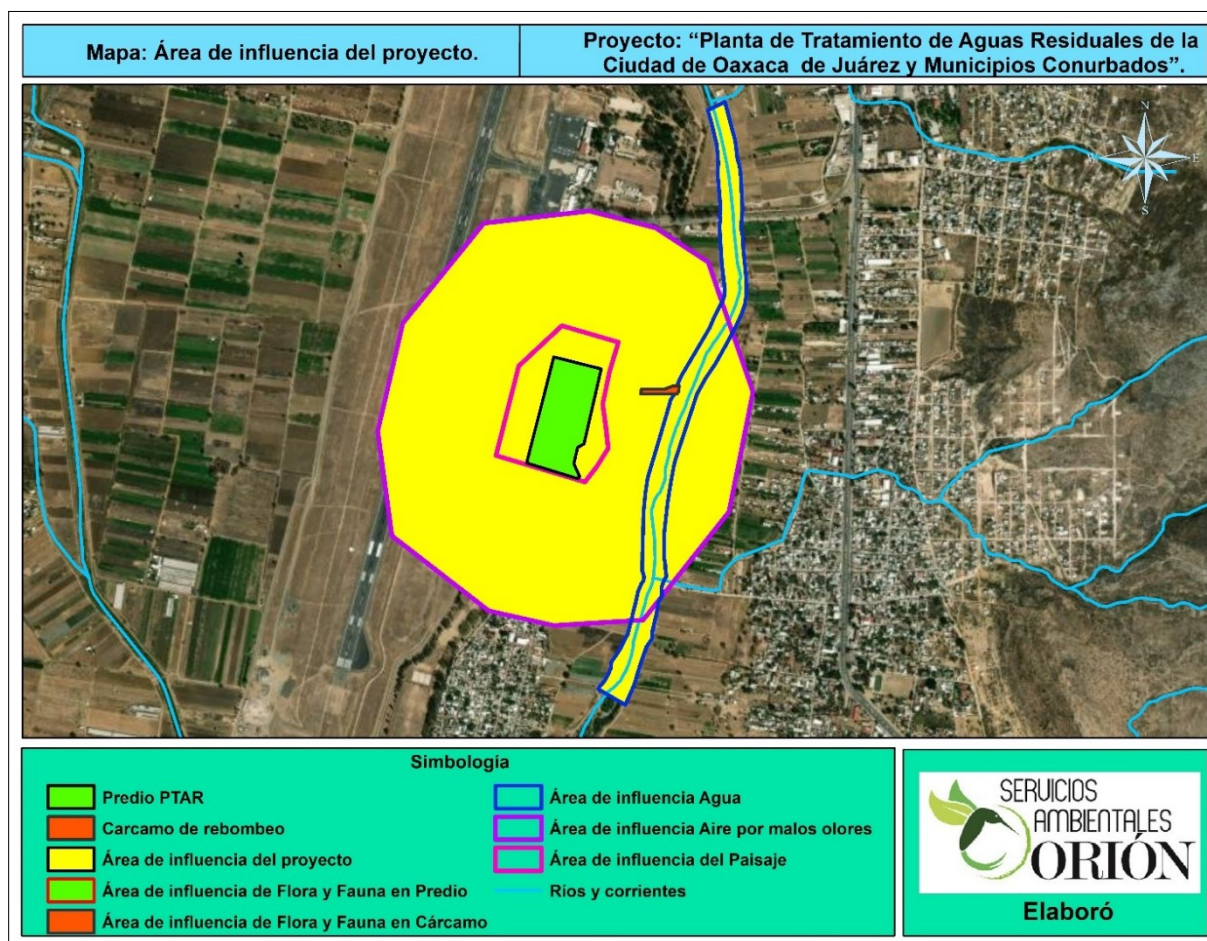 Mapa: Área de influencia del proyecto.
Proyecto: “Planta de Tratamiento de Aguas Residuales de la
Ciudad de Oaxaca de Juárez y Municipios Conurbados”.
N
W
E
S
Simbología
Predio PTAR
Carcamo de rebombeo
Área de influencia del proyecto
Área de influencia de Flora y Fauna en Predio
Área de influencia de Flora y Fauna en Cárcamo
Área de influencia Agua
Área de influencia Aire por malos olores
Área de influencia del Paisaje
Ríos y corrientes
SERVICIOS
AMBIENTALES
ORIÓN
Elaboró